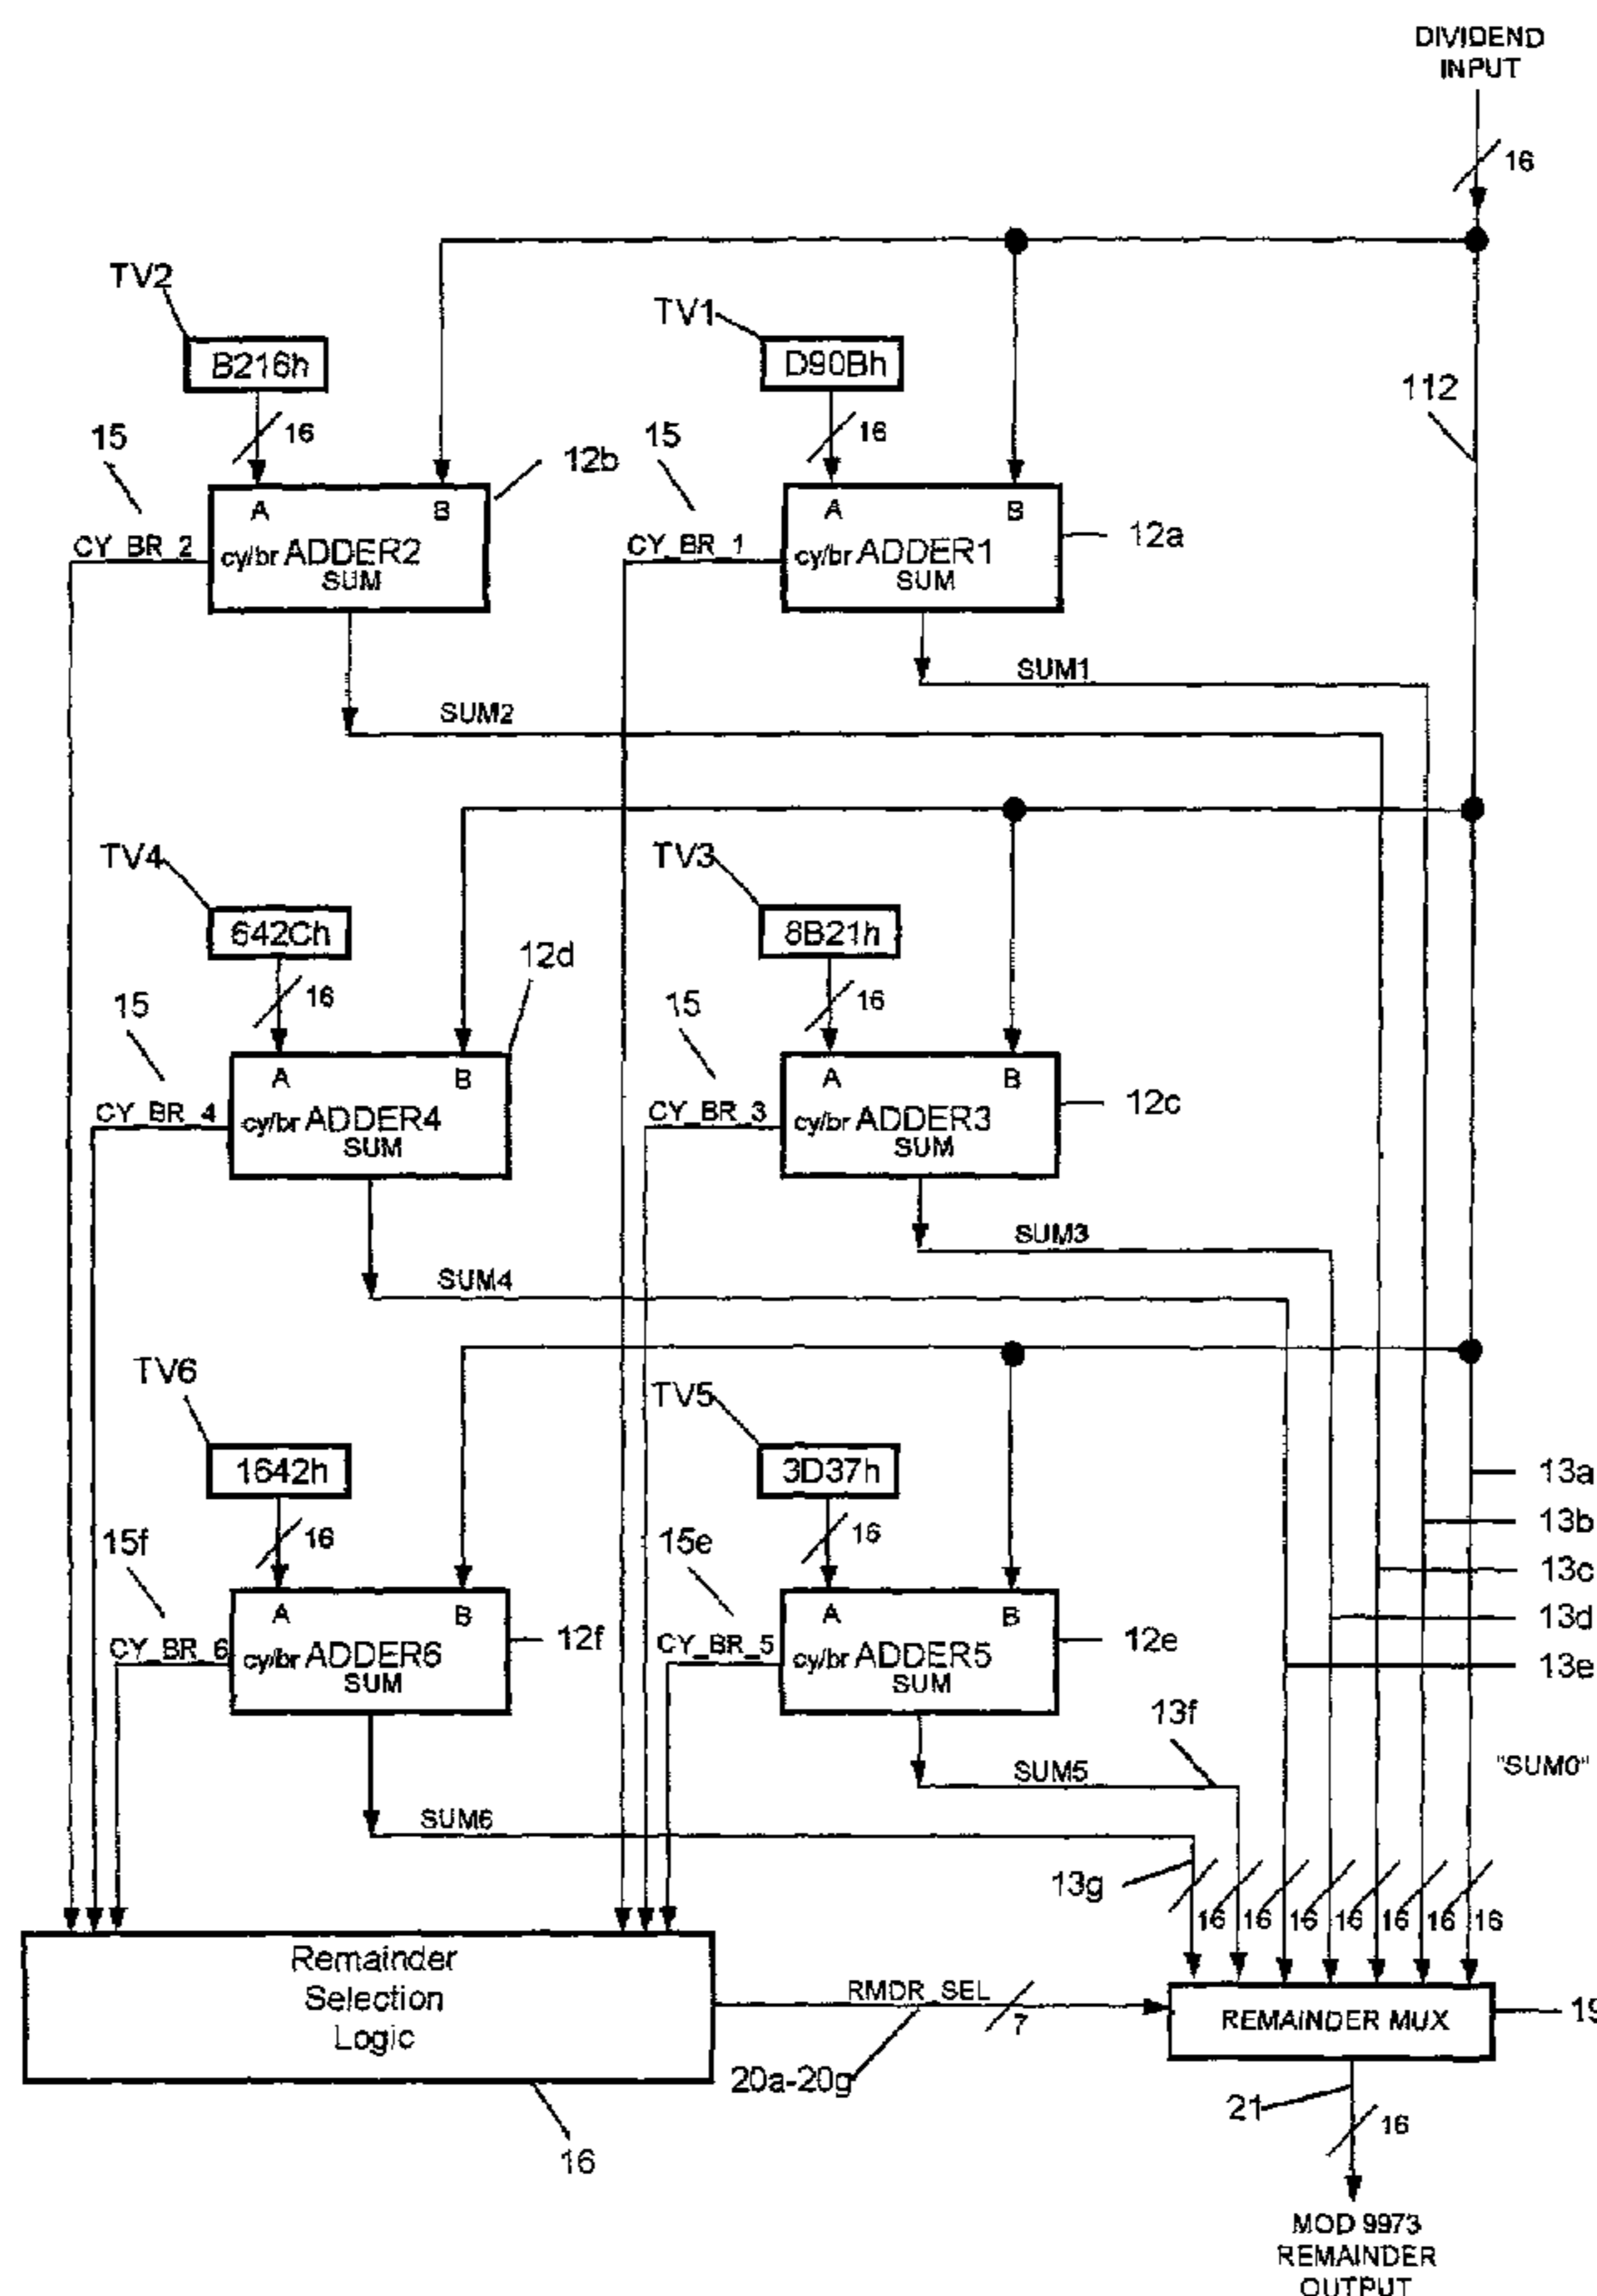 DIVIDEND
INPUT
16
TV2
TV1
B216h
D90Bh
112
16
16
15
15
12b
12a
A B
A B
CY_BR_2
cy/br ADDER2
SUM
CY_BR_1
cy/br ADDER1
SUM
SUM1
SUM2
TV4
TV3
642Ch
8B21h
12d
16
16
15
15
A B
A B
12c
CY_BR_4
cy/br ADDER4
SUM
CY_BR_3
cy/br ADDER3
SUM
SUM3
SUM4
TV6
TV5
1642h
3D37h
13a
13b
16
16
15f
15e
13c
A B
A B
13d
12f
12e
CY_BR_6
cy/br ADDER6
SUM
CY_BR_5
cy/br ADDER5
SUM
13e
13f
"SUM0"
SUM5
SUM6
13g
16 16 16 16 16 16 16
Remainder
Selection
Logic
RMDR_SEL
7
REMAINDER MUX
19
20a-20g
21
16
16
MOD 9973
REMAINDER
OUTPUT